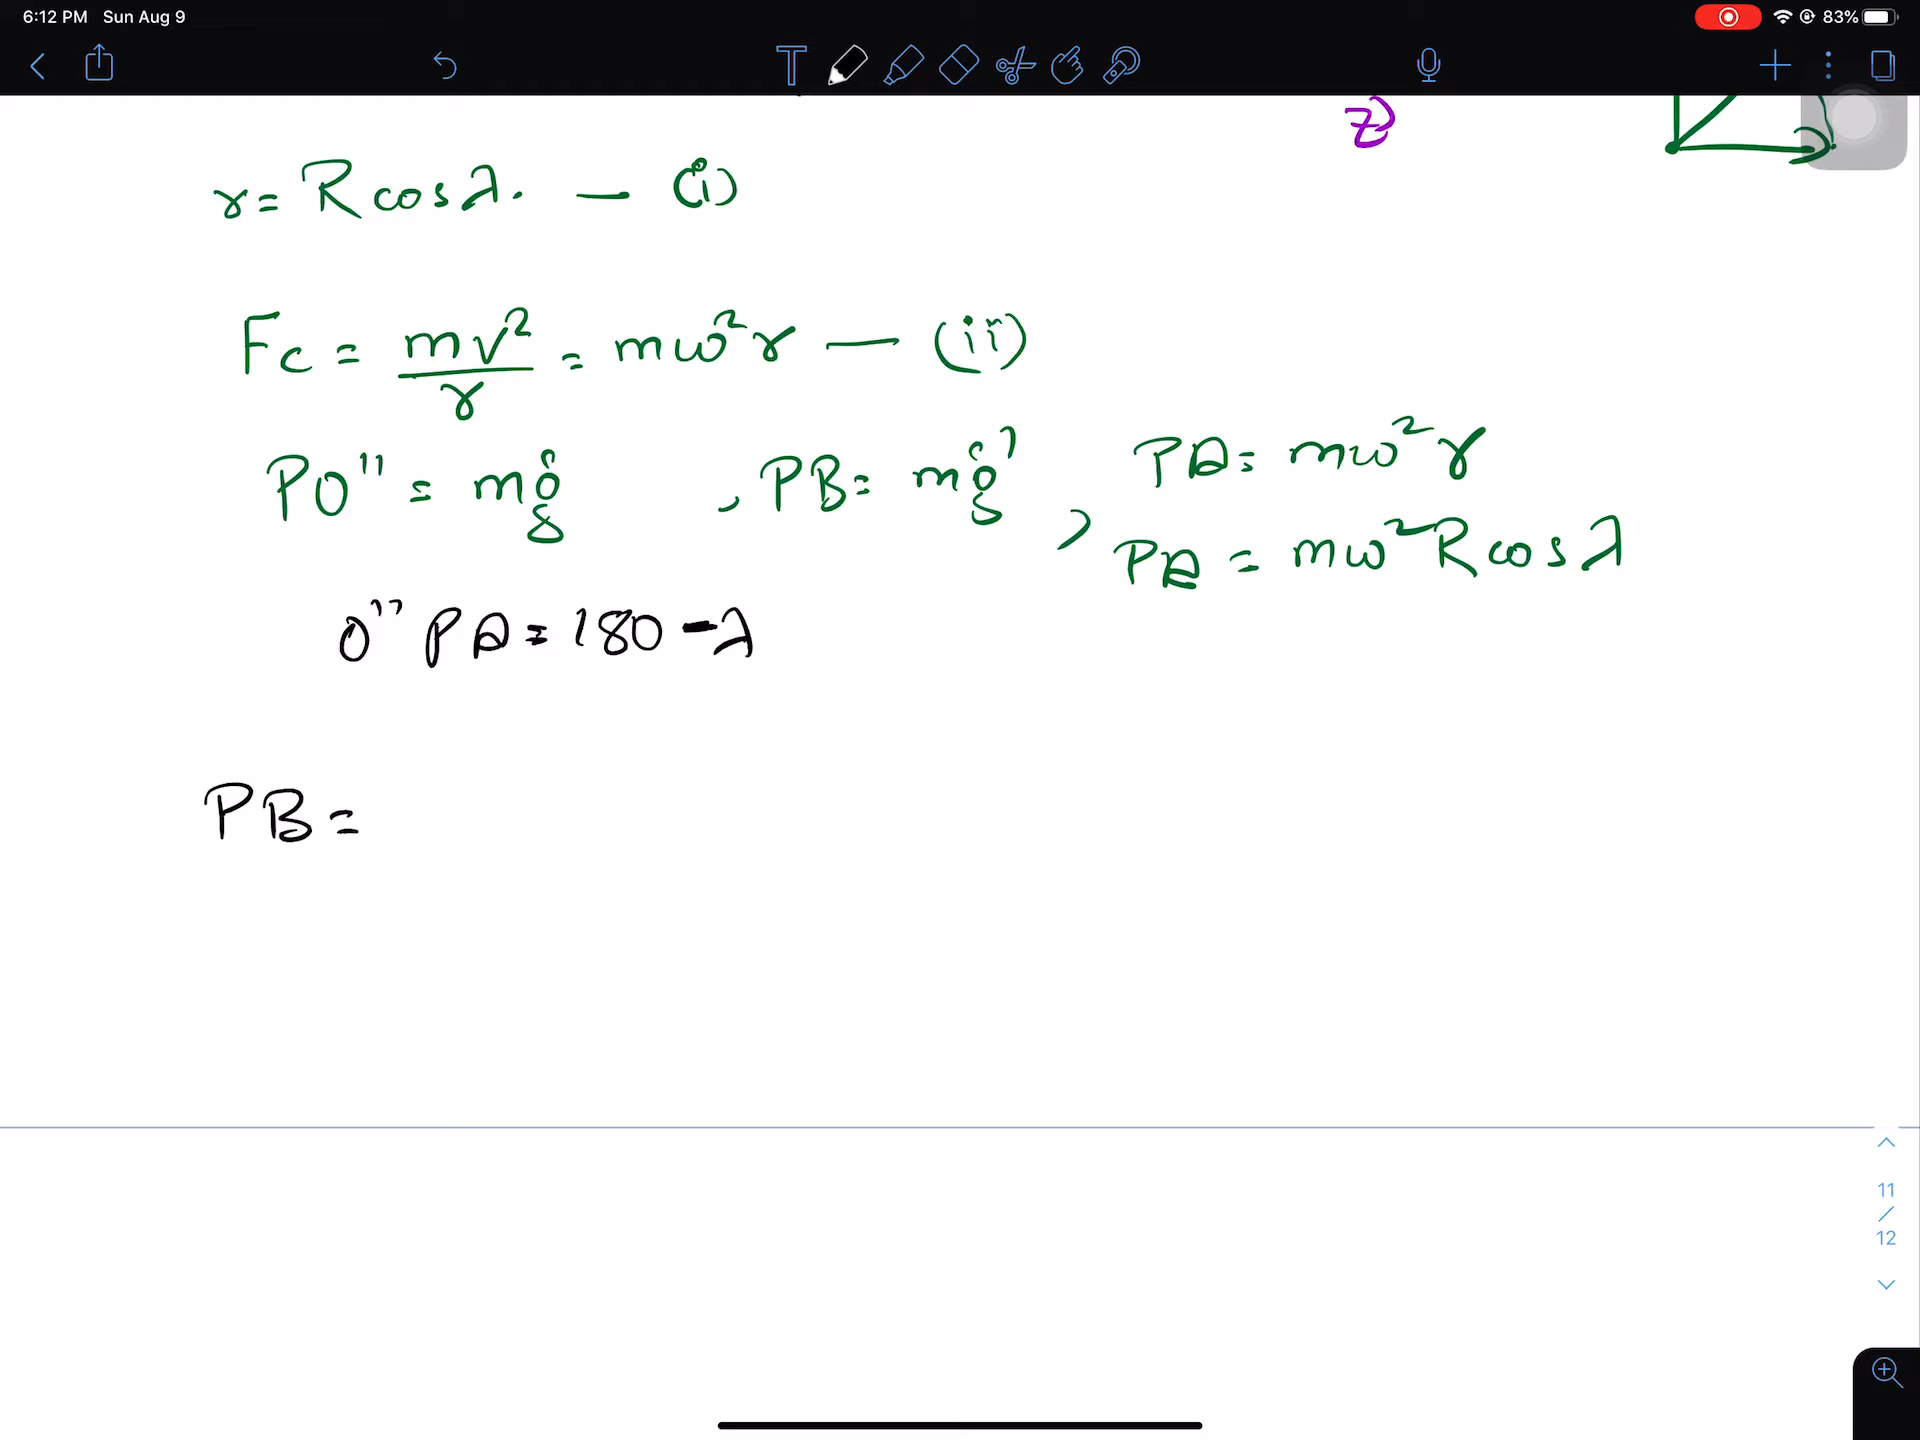 6:12 PM Sun Aug 9 83%
T
Z
r = R cos λ. — (i)
Fc = mv²/r = mω²r — (ii)
PO'' = mg , PB = mg' , PA = mω²r
PA = mω²R cos λ
O'' PA = 180 - λ
PB =
11
/
12